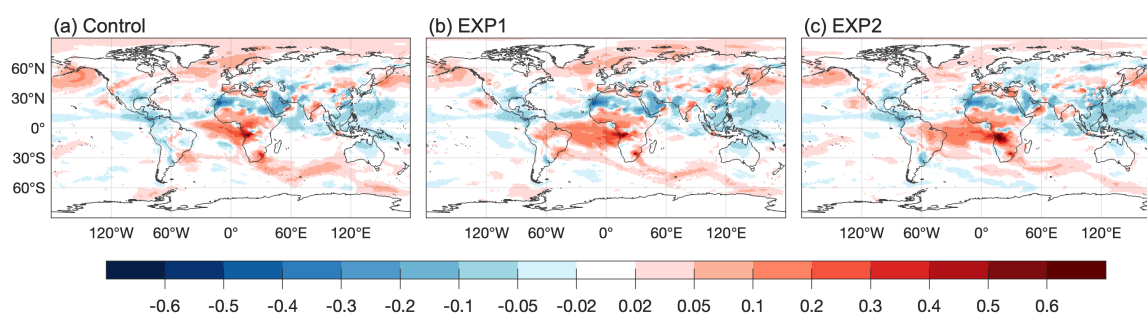 (a) Control (b) EXP1 (c) EXP2
60°N
30°N
0°
30°S
60°S
120°W 60°W 0° 60°E 120°E 120°W 60°W 0° 60°E 120°E 120°W 60°W 0° 60°E 120°E
-0.6 -0.5 -0.4 -0.3 -0.2 -0.1 -0.05 -0.02 0.02 0.05 0.1 0.2 0.3 0.4 0.5 0.6